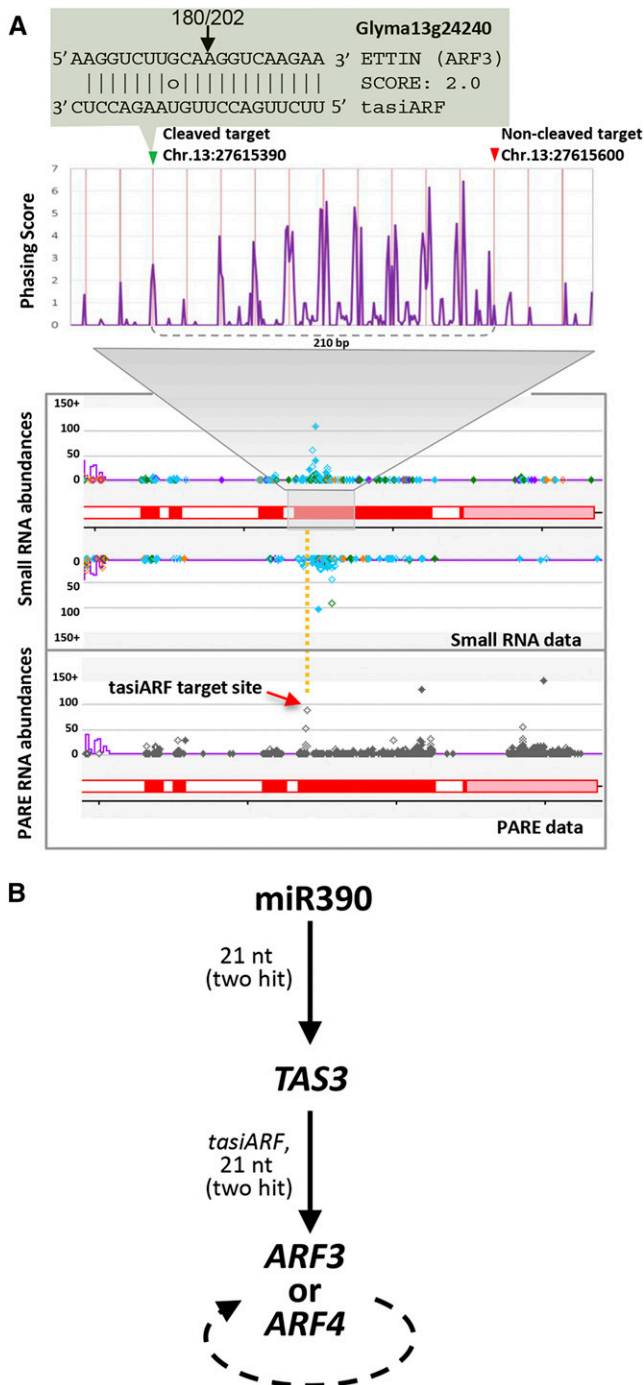 A
180/202
Glyma13g24240
5' AAGGUCUUGCAAGGUCAAGAA 3' ETTIN (ARF3)
||||||||o|||||||||||| SCORE: 2.0
3' CUCCAGAAUGUUCCAGUUCUU 5' tasiARF
Cleaved target
Chr.13:27615390
Non-cleaved target
Chr.13:27615600
Phasing Score
7
6
5
4
3
2
1
0
210 bp
Small RNA abundances
150+
100
50
0
0
50
100
150+
Small RNA data
PARE RNA abundances
tasiARF target site
150+
100
50
0
PARE data
B
miR390
21 nt
(two hit)
TAS3
tasiARF,
21 nt
(two hit)
ARF3
or
ARF4